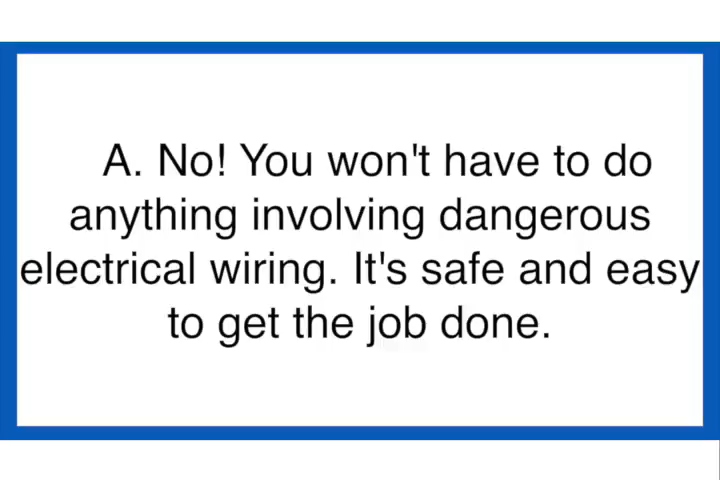 A. No! You won't have to do
anything involving dangerous
electrical wiring. It's safe and easy
to get the job done.